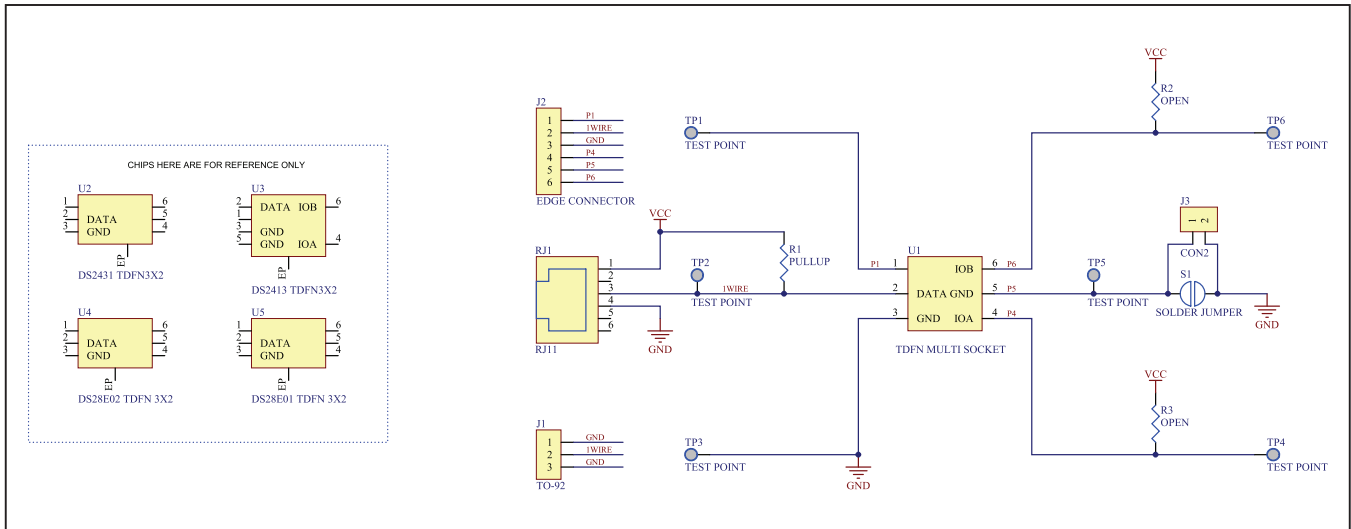 CHIPS HERE ARE FOR REFERENCE ONLY
U2
1 6
2 DATA 5
3 GND 4
EP
DS2431 TDFN3X2
U3
2 DATA IOB 6
1
3 GND
5 GND IOA 4
EP
DS2413 TDFN3X2
U4
1 6
2 DATA 5
3 GND 4
EP
DS28E02 TDFN 3X2
U5
1 6
2 DATA 5
3 GND 4
EP
DS28E01 TDFN 3X2
J2
1 P1
2 1WIRE
3 GND
4 P4
5 P5
6 P6
EDGE CONNECTOR
RJ1
1
2
3
4
5
6
RJ11
VCC
GND
J1
1 GND
2 1WIRE
3 GND
TO-92
TP1
TEST POINT
TP2
TEST POINT
1WIRE
R1
PULLUP
TP3
TEST POINT
GND
U1
P1 1 IOB 6 P6
2 DATA GND 5 P5
3 GND IOA 4 P4
TDFN MULTI SOCKET
VCC
R2
OPEN
TP6
TEST POINT
J3
1 2
CON2
TP5
TEST POINT
S1
SOLDER JUMPER
GND
VCC
R3
OPEN
TP4
TEST POINT